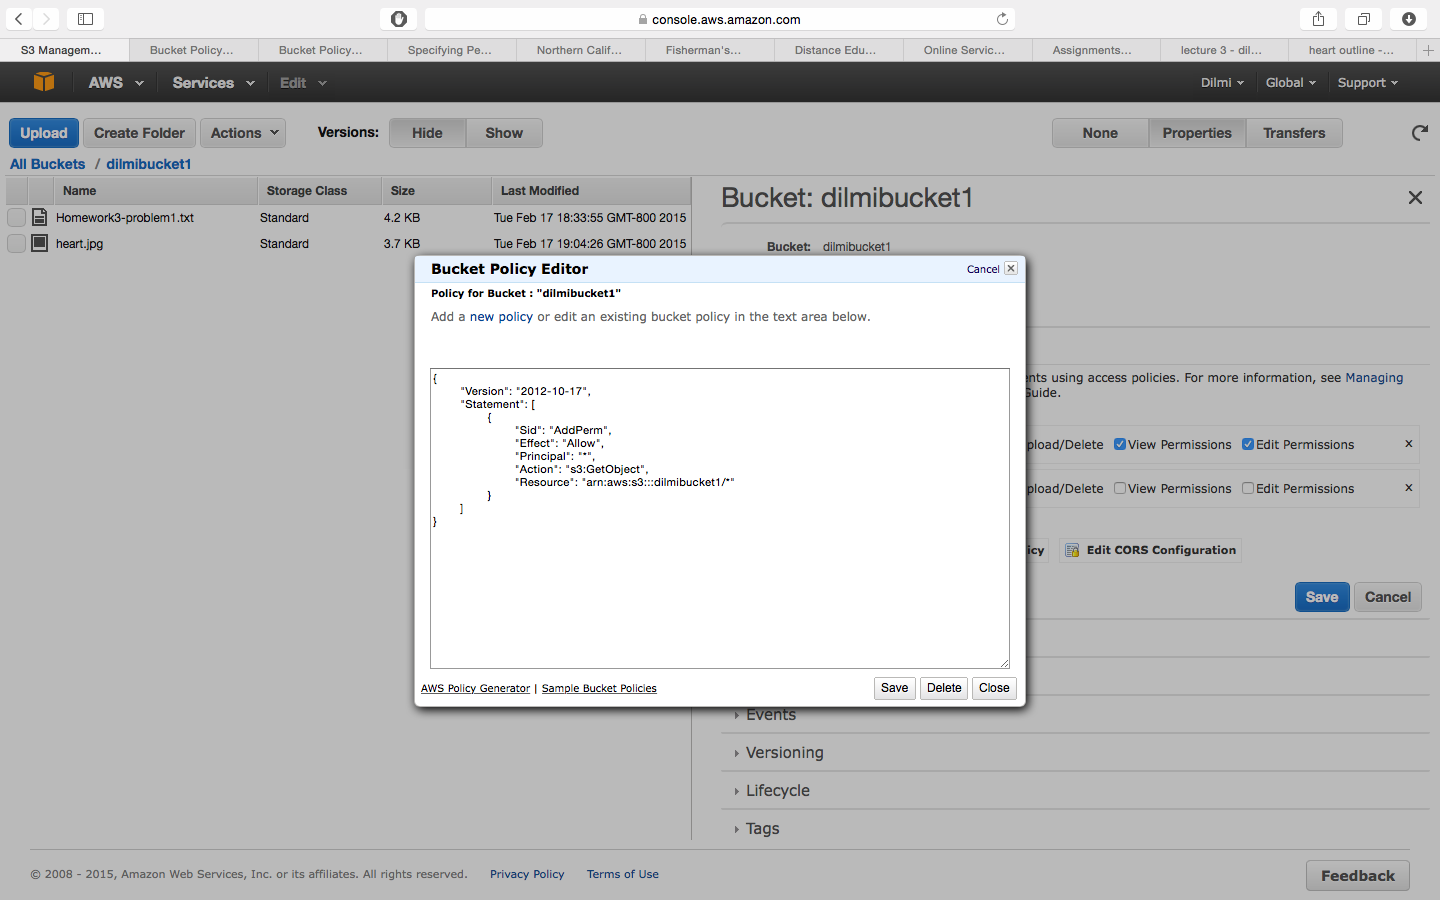 console.aws.amazon.com
S3 Managem... Bucket Policy... Bucket Policy... Specifying Pe... Northern Calif... Fisherman's... Distance Edu... Online Servic... Assignments... lecture 3 - dil... heart outline -...
AWS Services Edit Dilmi Global Support
Upload Create Folder Actions Versions: Hide Show None Properties Transfers
All Buckets / dilmibucket1
Name Storage Class Size Last Modified
Homework3-problem1.txt Standard 4.2 KB Tue Feb 17 18:33:55 GMT-800 2015
heart.jpg Standard 3.7 KB Tue Feb 17 19:04:26 GMT-800 2015
Bucket: dilmibucket1
Bucket: dilmibucket1
Bucket Policy Editor Cancel
Policy for Bucket : "dilmibucket1"
Add a new policy or edit an existing bucket policy in the text area below.
{
"Version": "2012-10-17",
"Statement": [
{
"Sid": "AddPerm",
"Effect": "Allow",
"Principal": "*",
"Action": "s3:GetObject",
"Resource": "arn:aws:s3:::dilmibucket1/*"
}
]
}
AWS Policy Generator | Sample Bucket Policies Save Delete Close
nts using access policies. For more information, see Managing
Guide.
pload/Delete View Permissions Edit Permissions x
pload/Delete View Permissions Edit Permissions x
icy Edit CORS Configuration
Save Cancel
Events
Versioning
Lifecycle
Tags
© 2008 - 2015, Amazon Web Services, Inc. or its affiliates. All rights reserved. Privacy Policy Terms of Use Feedback